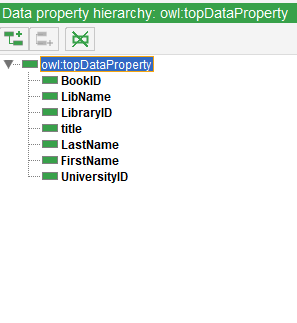 Data property hierarchy: owl:topDataProperty
owl:topDataProperty
BookID
LibName
LibraryID
title
LastName
FirstName
UniversityID